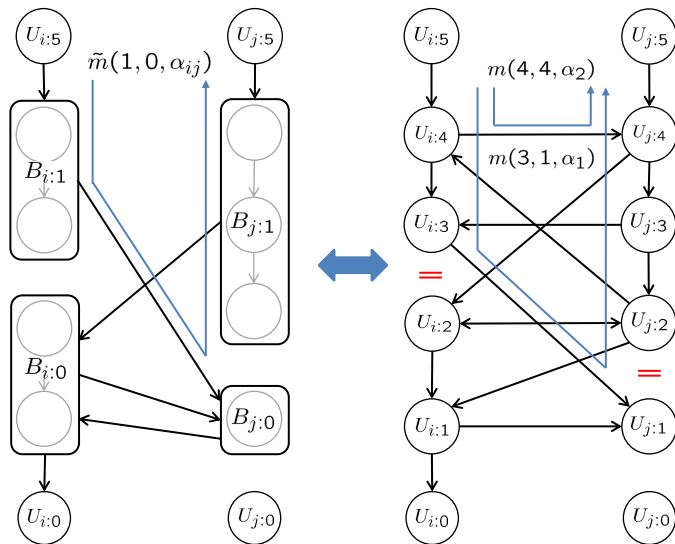 U_{i:5} U_{j:5} U_{i:5} U_{j:5}
\tilde{m}(1, 0, α_{ij}) m(4, 4, α_2)
U_{i:4} U_{j:4}
B_{i:1} m(3, 1, α_1)
B_{j:1} U_{i:3} U_{j:3}
=
U_{i:2} U_{j:2}
B_{i:0} =
B_{j:0} U_{i:1} U_{j:1}
U_{i:0} U_{j:0} U_{i:0} U_{j:0}